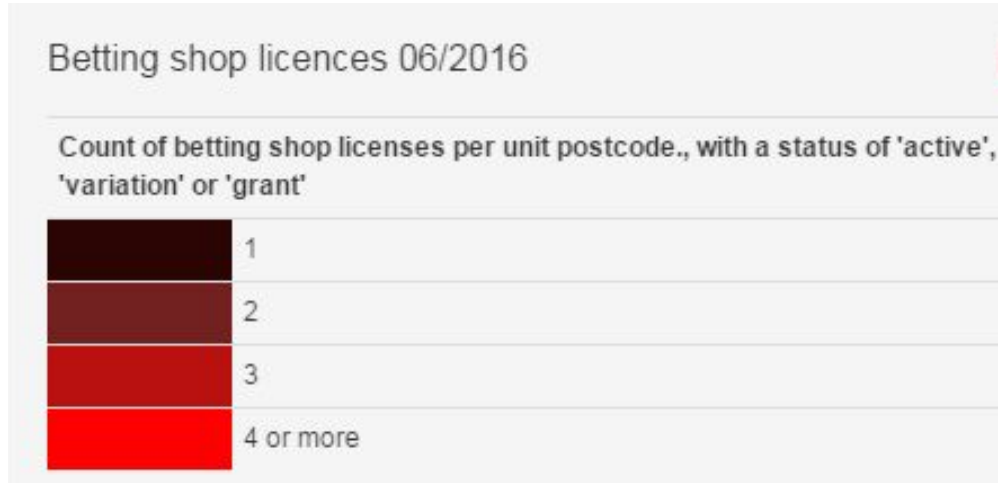 Betting shop licences 06/2016
Count of betting shop licenses per unit postcode., with a status of 'active',
'variation' or 'grant'
1
2
3
4 or more